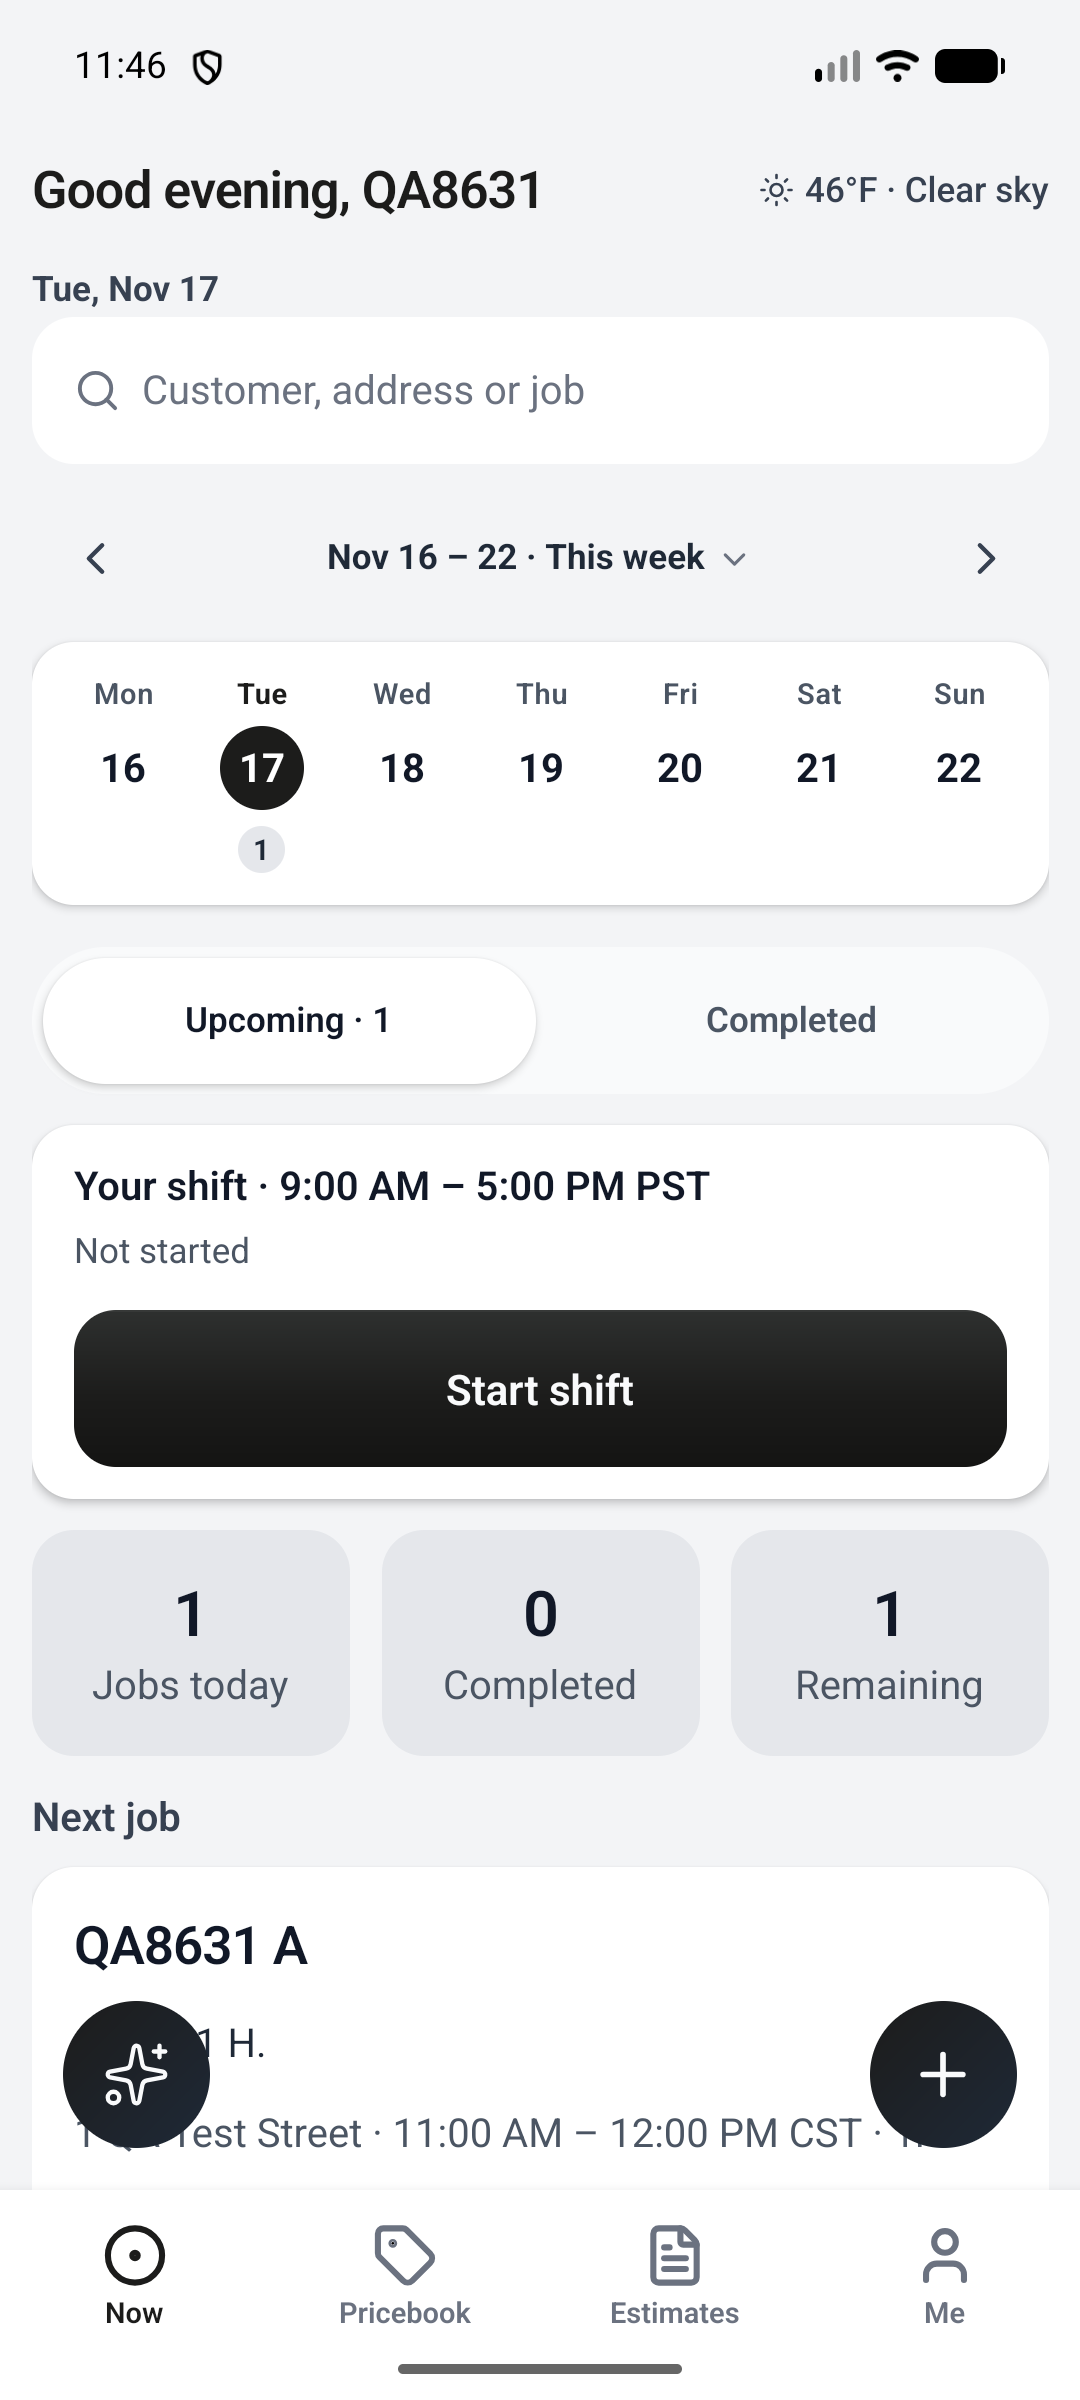 11:46
Good evening, QA8631
46°F · Clear sky
Tue, Nov 17
Customer, address or job
Nov 16 – 22 · This week
Mon Tue Wed Thu Fri Sat Sun
16 17 18 19 20 21 22
1
Upcoming · 1
Completed
Your shift · 9:00 AM – 5:00 PM PST
Not started
Start shift
1 0 1
Jobs today Completed Remaining
Next job
QA8631 A
H.
Street · 11:00 AM – 12:00 PM CST ·
Now Pricebook Estimates Me